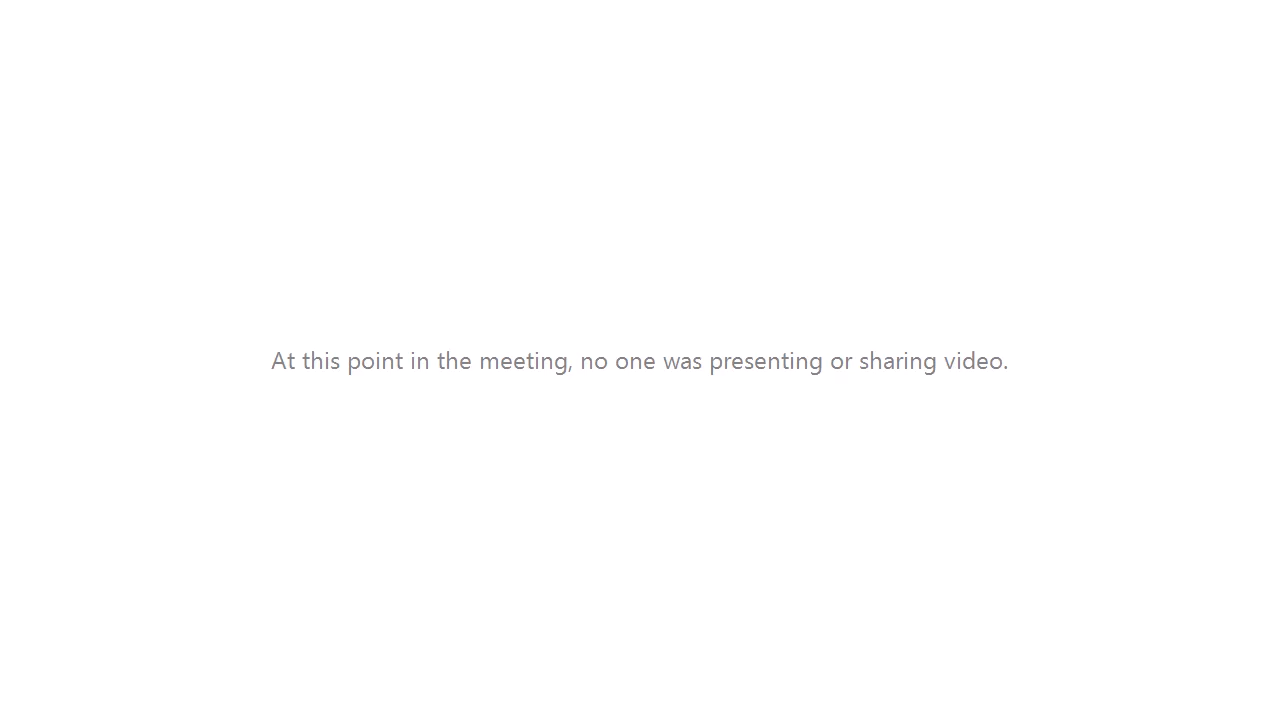 At this point in the meeting, no one was presenting or sharing video.